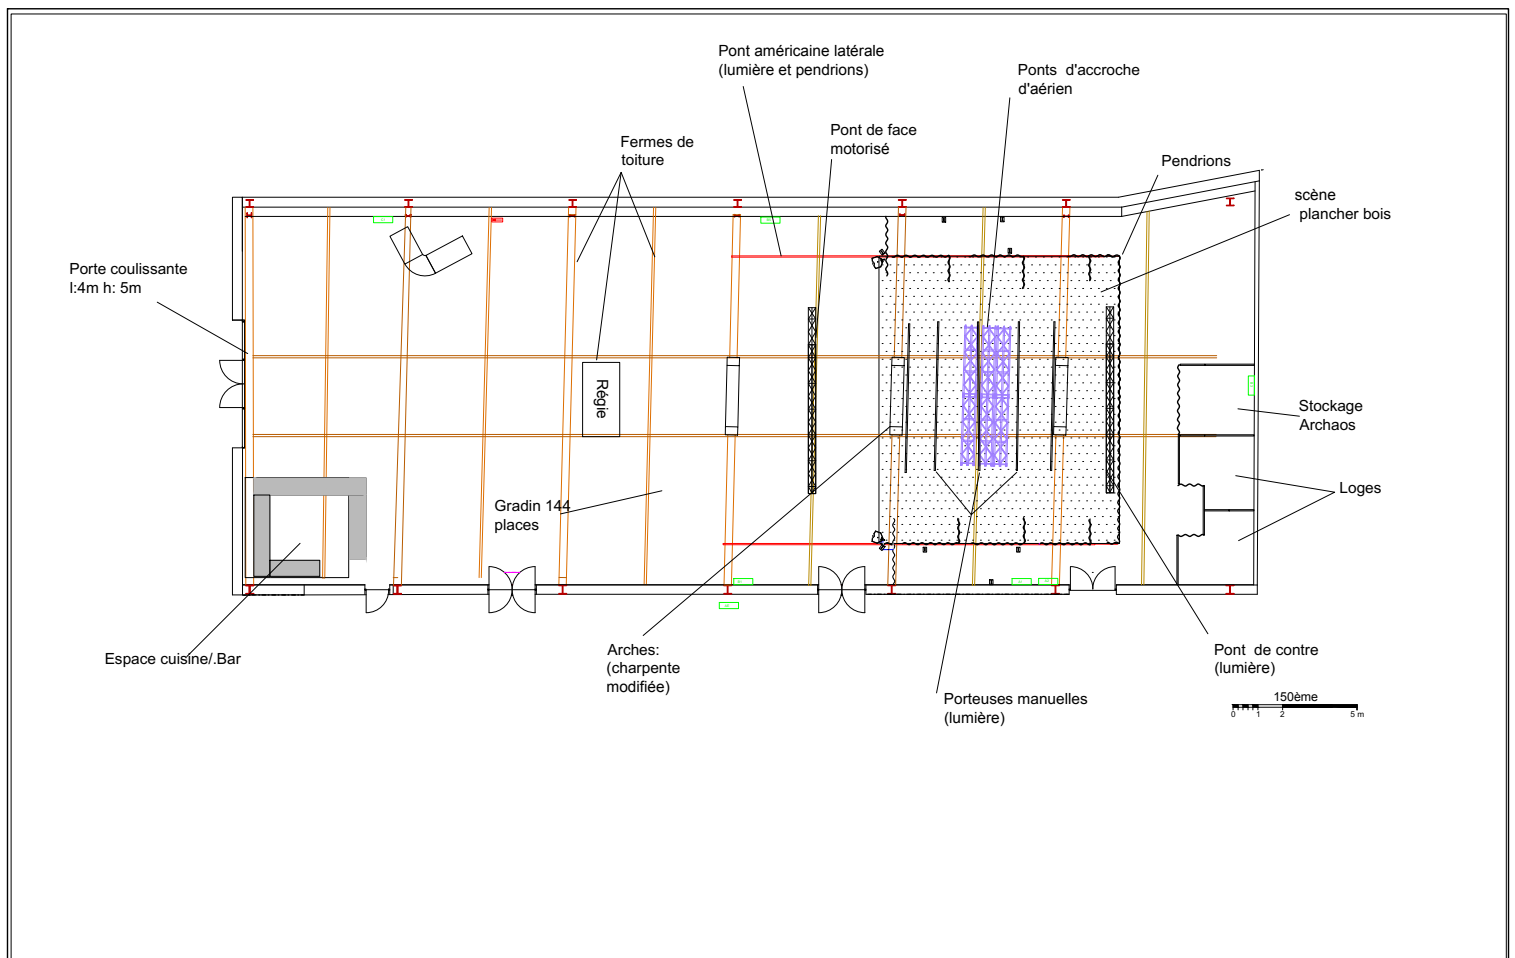 Pont américaine latérale
(lumière et pendrions)
Ponts d'accroche
d'aérien
Pont de face
motorisé
Fermes de
toiture
Pendrions
scène
plancher bois
Porte coulissante
l:4m h: 5m
Régie
Stockage
Archaos
Loges
Gradin 144
places
Espace cuisine/.Bar
Arches:
(charpente
modifiée)
Pont de contre
(lumière)
Porteuses manuelles
(lumière)
150ème
0 1 2 5 m